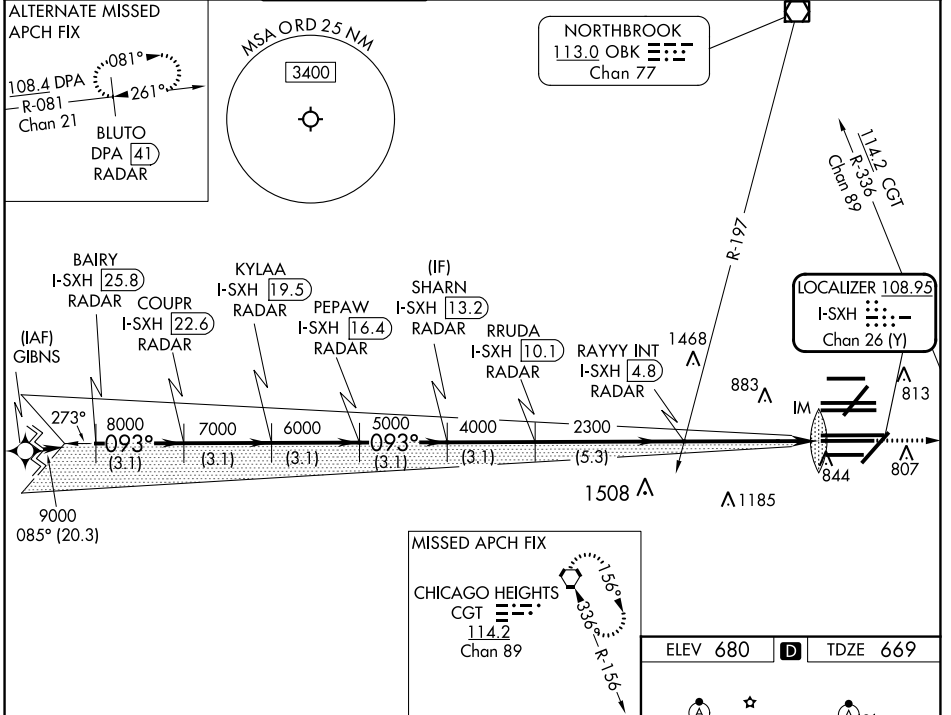 ALTERNATE MISSED
APCH FIX
081°
261°
108.4 DPA
R-081
Chan 21
BLUTO
DPA 41
RADAR
MSA ORD 25 NM
3400
NORTHBROOK
113.0 OBK
Chan 77
R-197
114.2 CGT
R-336
Chan 89
LOCALIZER 108.95
I-SXH
Chan 26 (Y)
(IAF)
GIBNS
BAIRY
I-SXH 25.8
RADAR
COUPR
I-SXH 22.6
RADAR
KYLAA
I-SXH 19.5
RADAR
PEPAW
I-SXH 16.4
RADAR
(IF)
SHARN
I-SXH 13.2
RADAR
RRUDA
I-SXH 10.1
RADAR
RAYYY INT
I-SXH 4.8
RADAR
1468
883
IM
813
273°
8000
093°
(3.1)
7000
(3.1)
6000
(3.1)
5000
093°
(3.1)
4000
(3.1)
2300
(5.3)
844
807
1508
1185
9000
085° (20.3)
MISSED APCH FIX
CHICAGO HEIGHTS
CGT
114.2
Chan 89
156°
336°
R-156
ELEV 680
D
TDZE 669
A
A